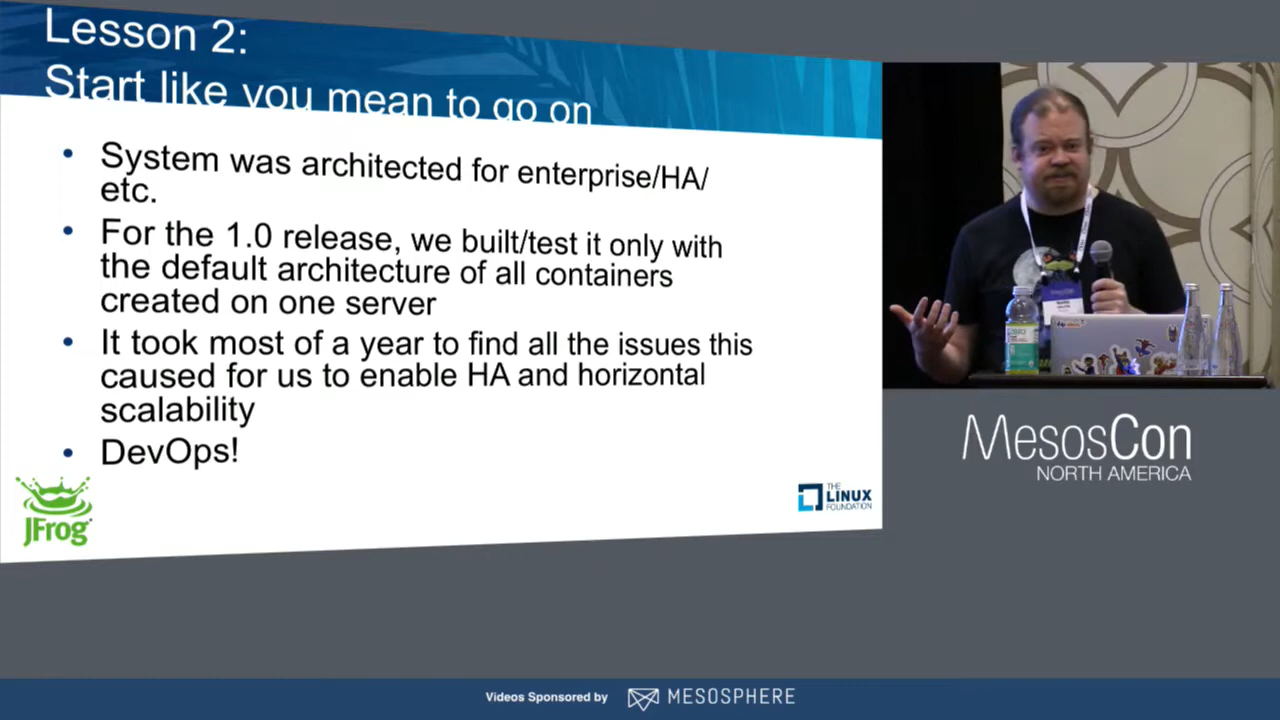 Lesson 2:
Start like you mean to go on
• System was architected for enterprise/HA/
etc.
• For the 1.0 release, we built/test it only with
the default architecture of all containers
created on one server
• It took most of a year to find all the issues this
caused for us to enable HA and horizontal
scalability
• DevOps!
JFrog
THE
LINUX
FOUNDATION
MesosCon
NORTH AMERICA
Videos Sponsored by MESOSPHERE